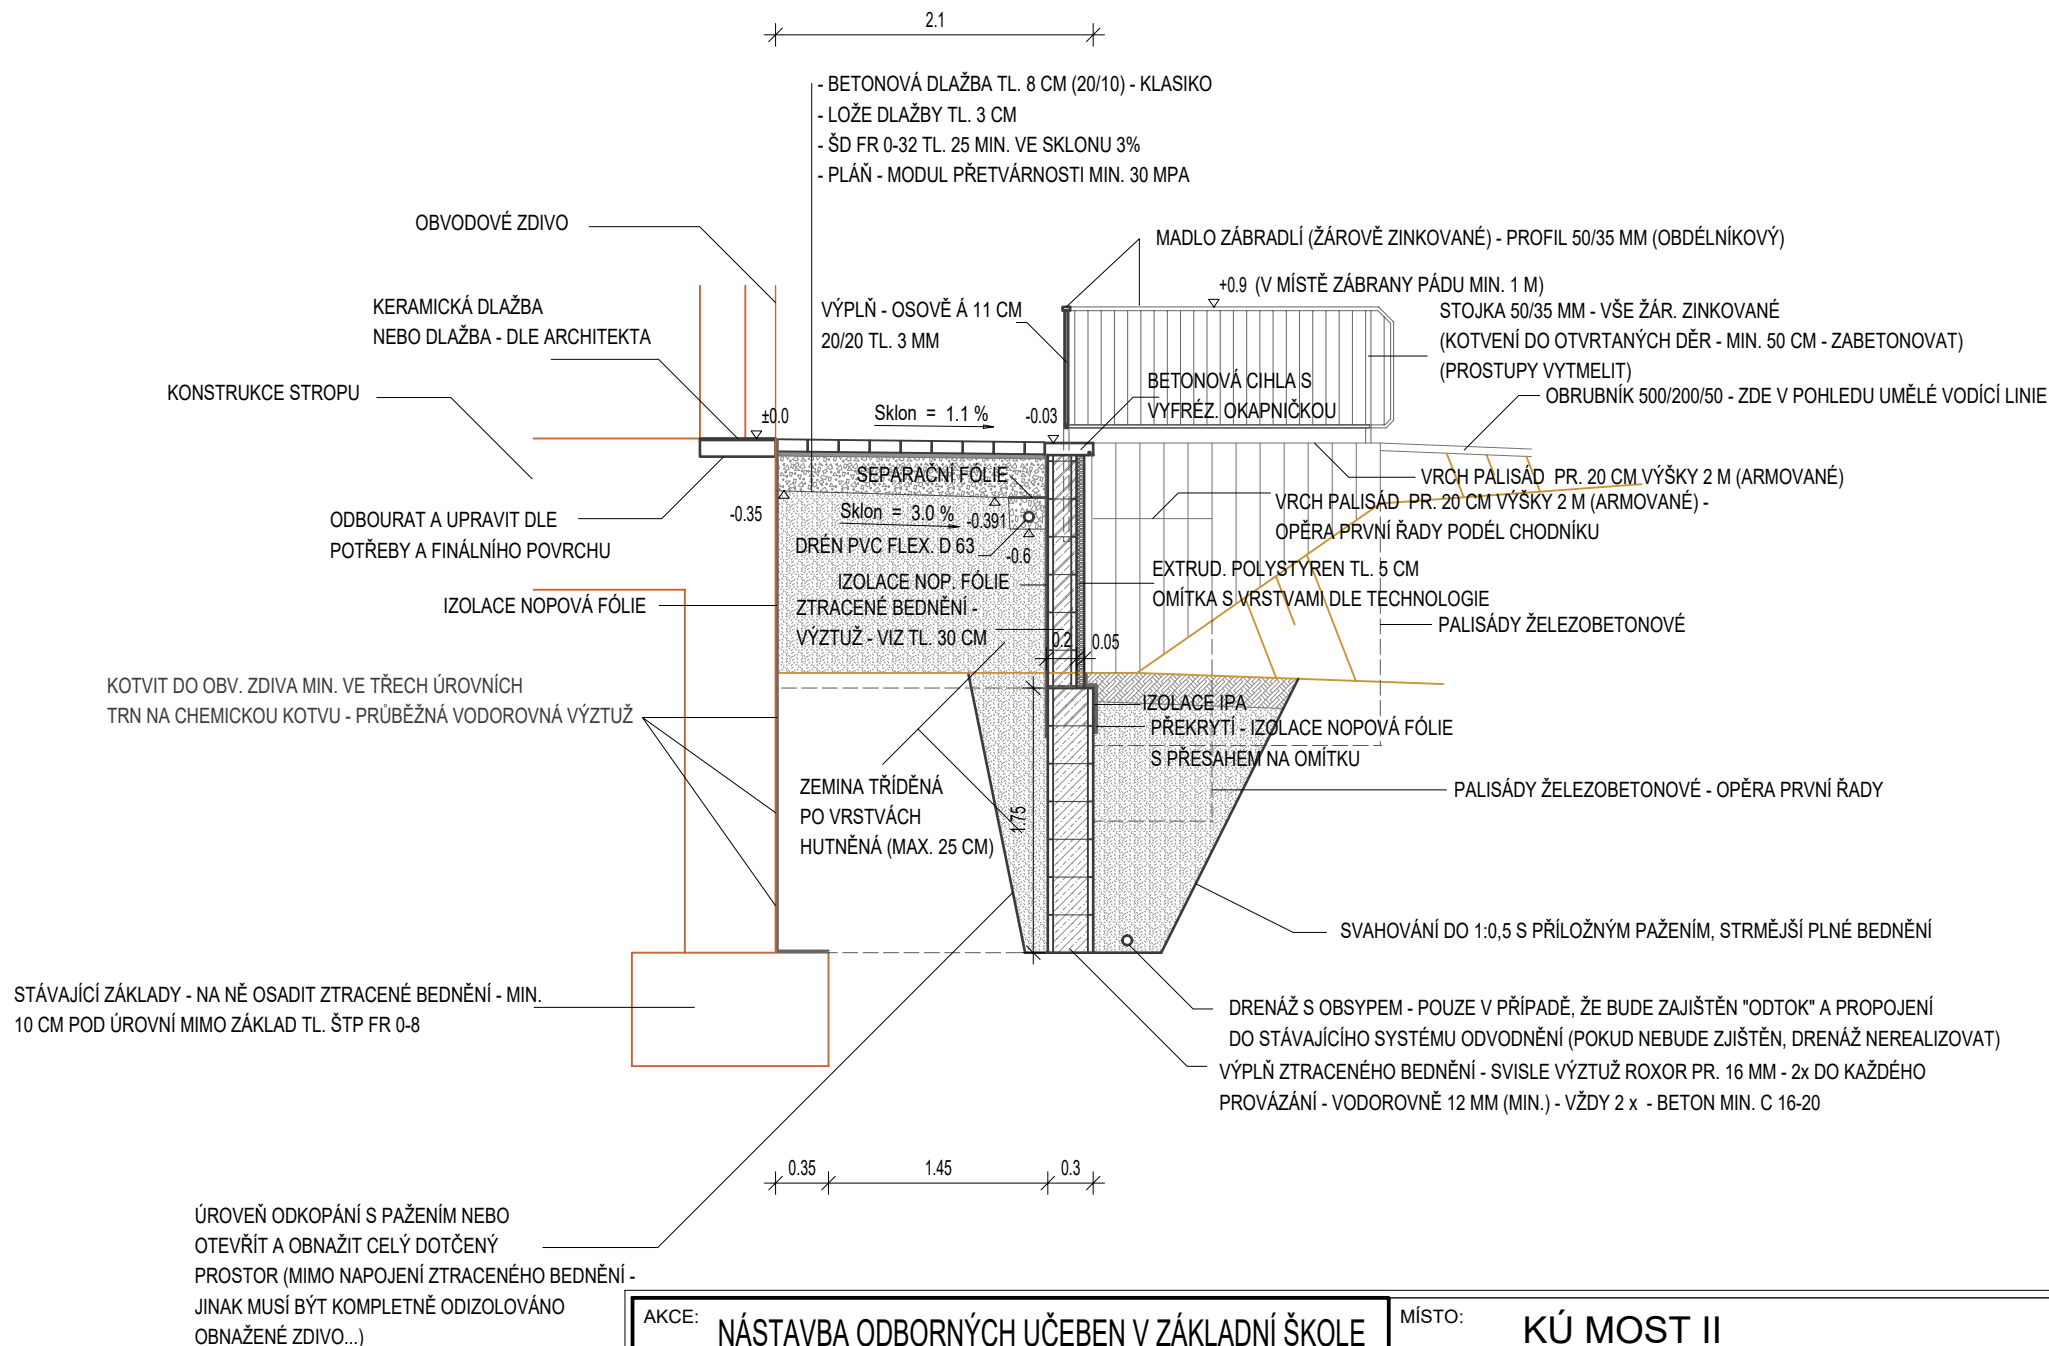 2.1
- BETONOVÁ DLAŽBA TL. 8 CM (20/10) - KLASIKO
- LOŽE DLAŽBY TL. 3 CM
- ŠD FR 0-32 TL. 25 MIN. VE SKLONU 3%
- PLÁŇ - MODUL PŘETVÁRNOSTI MIN. 30 MPA
OBVODOVÉ ZDIVO
MADLO ZÁBRADLÍ (ŽÁROVĚ ZINKOVANÉ) - PROFIL 50/35 MM (OBDÉLNÍKOVÝ)
+0.9 (V MÍSTĚ ZÁBRANY PÁDU MIN. 1 M)
KERAMICKÁ DLAŽBA
NEBO DLAŽBA - DLE ARCHITEKTA
VÝPLŇ - OSOVĚ Á 11 CM
20/20 TL. 3 MM
STOJKA 50/35 MM - VŠE ŽÁR. ZINKOVANÉ
(KOTVENÍ DO OTVRTANÝCH DĚR - MIN. 50 CM - ZABETONOVAT)
(PROSTUPY VYTMELIT)
KONSTRUKCE STROPU
BETONOVÁ CIHLA S
VYFRÉZ. OKAPNIČKOU
OBRUBNÍK 500/200/50 - ZDE V POHLEDU UMĚLÉ VODÍCÍ LINIE
±0.0
Sklon = 1.1 %
-0.03
SEPARAČNÍ FÓLIE
VRCH PALISÁD PR. 20 CM VÝŠKY 2 M (ARMOVANÉ)
VRCH PALISÁD PR. 20 CM VÝŠKY 2 M (ARMOVANÉ) -
OPĚRA PRVNÍ ŘADY PODÉL CHODNÍKU
-0.35
Sklon = 3.0 %
-0.391
ODBOURAT A UPRAVIT DLE
POTŘEBY A FINÁLNÍHO POVRCHU
DRÉN PVC FLEX. D 63
-0.6
IZOLACE NOP. FÓLIE
EXTRUD. POLYSTYREN TL. 5 CM
OMÍTKA S VRSTVAMI DLE TECHNOLOGIE
IZOLACE NOPOVÁ FÓLIE
ZTRACENÉ BEDNĚNÍ -
VÝZTUŽ - VIZ TL. 30 CM
0.2
0.05
PALISÁDY ŽELEZOBETONOVÉ
KOTVIT DO OBV. ZDIVA MIN. VE TŘECH ÚROVNÍCH
TRN NA CHEMICKOU KOTVU - PRŮBĚŽNÁ VODOROVNÁ VÝZTUŽ
IZOLACE IPA
PŘEKRYTÍ - IZOLACE NOPOVÁ FÓLIE
S PŘESAHEM NA OMÍTKU
ZEMINA TŘÍDĚNÁ
PO VRSTVÁCH
HUTNĚNÁ (MAX. 25 CM)
1.75
PALISÁDY ŽELEZOBETONOVÉ - OPĚRA PRVNÍ ŘADY
SVAHOVÁNÍ DO 1:0,5 S PŘÍLOŽNÝM PAŽENÍM, STRMĚJŠÍ PLNÉ BEDNĚNÍ
STÁVAJÍCÍ ZÁKLADY - NA NĚ OSADIT ZTRACENÉ BEDNĚNÍ - MIN.
10 CM POD ÚROVNÍ MIMO ZÁKLAD TL. ŠTP FR 0-8
DRENÁŽ S OBSYPEM - POUZE V PŘÍPADĚ, ŽE BUDE ZAJIŠTĚN "ODTOK" A PROPOJENÍ
DO STÁVAJÍCÍHO SYSTÉMU ODVODNĚNÍ (POKUD NEBUDE ZJIŠTĚN, DRENÁŽ NEREALIZOVAT)
VÝPLŇ ZTRACENÉHO BEDNĚNÍ - SVISLE VÝZTUŽ ROXOR PR. 16 MM - 2x DO KAŽDÉHO
PROVÁZÁNÍ - VODOROVNĚ 12 MM (MIN.) - VŽDY 2 x - BETON MIN. C 16-20
0.35
1.45
0.3
ÚROVEŇ ODKOPÁNÍ S PAŽENÍM NEBO
OTEVŘÍT A OBNAŽIT CELÝ DOTČENÝ
PROSTOR (MIMO NAPOJENÍ ZTRACENÉHO BEDNĚNÍ -
JINAK MUSÍ BÝT KOMPLETNĚ ODIZOLOVÁNO
OBNAŽENÉ ZDIVO...)
AKCE:
NÁSTAVBA ODBORNÝCH UČEBEN V ZÁKLADNÍ ŠKOLE
MÍSTO:
KÚ MOST II